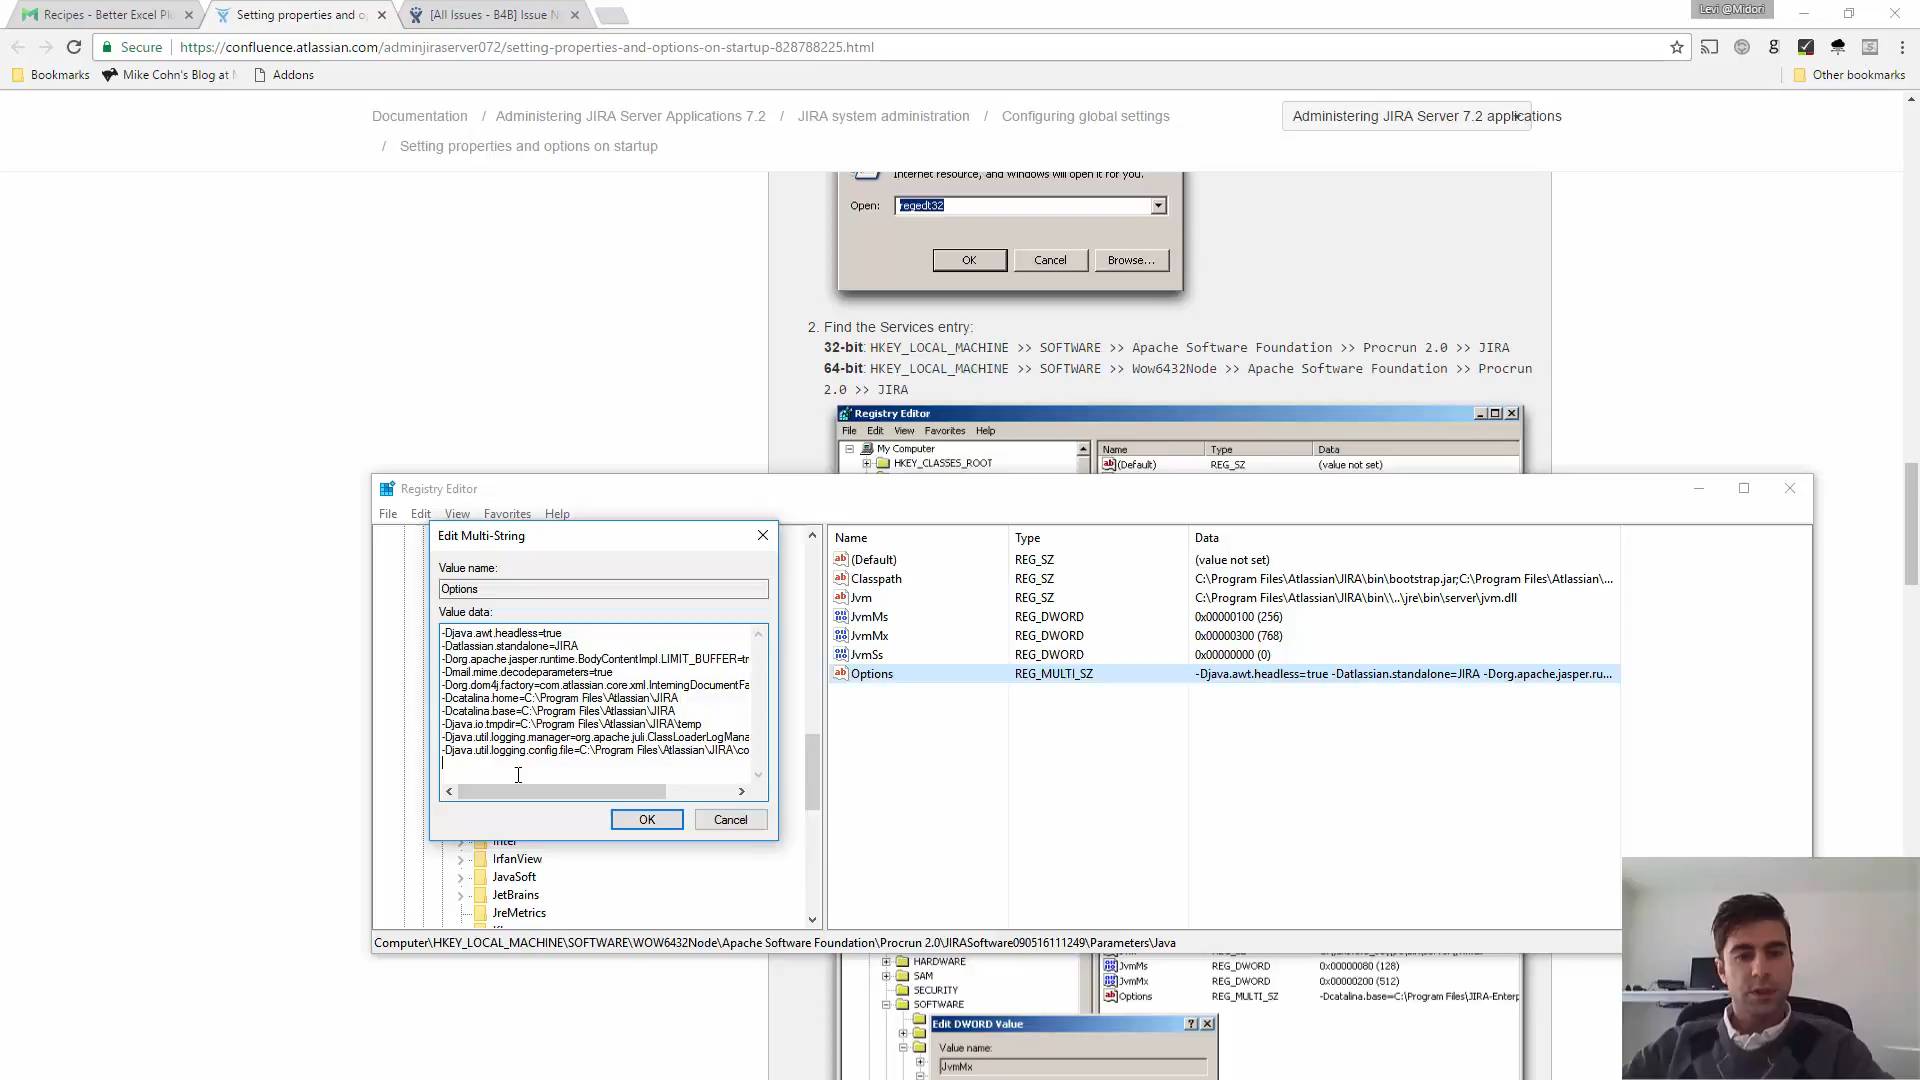 Recipes - Better Excel Plu
Setting properties and o
[All Issues - B4B] Issue N
Levi @Midori
Secure
https://confluence.atlassian.com/adminjiraserver072/setting-properties-and-options-on-startup-828788225.html
Bookmarks
Mike Cohn's Blog at
Addons
Other bookmarks
Documentation / Administering JIRA Server Applications 7.2 / JIRA system administration / Configuring global settings
/ Setting properties and options on startup
Administering JIRA Server 7.2 applications
Internet resource, and Windows will open it for you.
Open: regedt32
OK Cancel Browse...
2. Find the Services entry:
32-bit: HKEY_LOCAL_MACHINE >> SOFTWARE >> Apache Software Foundation >> Procrun 2.0 >> JIRA
64-bit: HKEY_LOCAL_MACHINE >> SOFTWARE >> Wow6432Node >> Apache Software Foundation >> Procrun
2.0 >> JIRA
Registry Editor
File Edit View Favorites Help
My Computer
HKEY_CLASSES_ROOT
Name Type Data
(Default) REG_SZ (value not set)
Registry Editor
File Edit View Favorites Help
Edit Multi-String
Value name:
Options
Value data:
-Djava.awt.headless=true
-Datlassian.standalone=JIRA
-Dorg.apache.jasper.runtime.BodyContentImpl.LIMIT_BUFFER=tr
-Dmail.mime.decodeparameters=true
-Dorg.dom4j.factory=com.atlassian.core.xml.InterningDocumentFa
-Dcatalina.home=C:\Program Files\Atlassian\JIRA
-Dcatalina.base=C:\Program Files\Atlassian\JIRA
-Djava.io.tmpdir=C:\Program Files\Atlassian\JIRA\temp
-Djava.util.logging.manager=org.apache.juli.ClassLoaderLogMana
-Djava.util.logging.config.file=C:\Program Files\Atlassian\JIRA\co
OK Cancel
Intel
IrfanView
JavaSoft
JetBrains
JreMetrics
Name Type Data
(Default) REG_SZ (value not set)
Classpath REG_SZ C:\Program Files\Atlassian\JIRA\bin\bootstrap.jar;C:\Program Files\Atlassian\...
Jvm REG_SZ C:\Program Files\Atlassian\JIRA\bin\\..\jre\bin\server\jvm.dll
JvmMs REG_DWORD 0x00000100 (256)
JvmMx REG_DWORD 0x00000300 (768)
JvmSs REG_DWORD 0x00000000 (0)
Options REG_MULTI_SZ -Djava.awt.headless=true -Datlassian.standalone=JIRA -Dorg.apache.jasper.ru...
Computer\HKEY_LOCAL_MACHINE\SOFTWARE\WOW6432Node\Apache Software Foundation\Procrun 2.0\JIRASoftware090516111249\Parameters\Java
HARDWARE
SAM
SECURITY
SOFTWARE
JvmMs REG_DWORD 0x00000080 (128)
JvmMx REG_DWORD 0x00000200 (512)
Options REG_MULTI_SZ -Dcatalina.base=C:\Program Files\JIRA-Enterp
Edit DWORD Value
Value name:
JvmMx